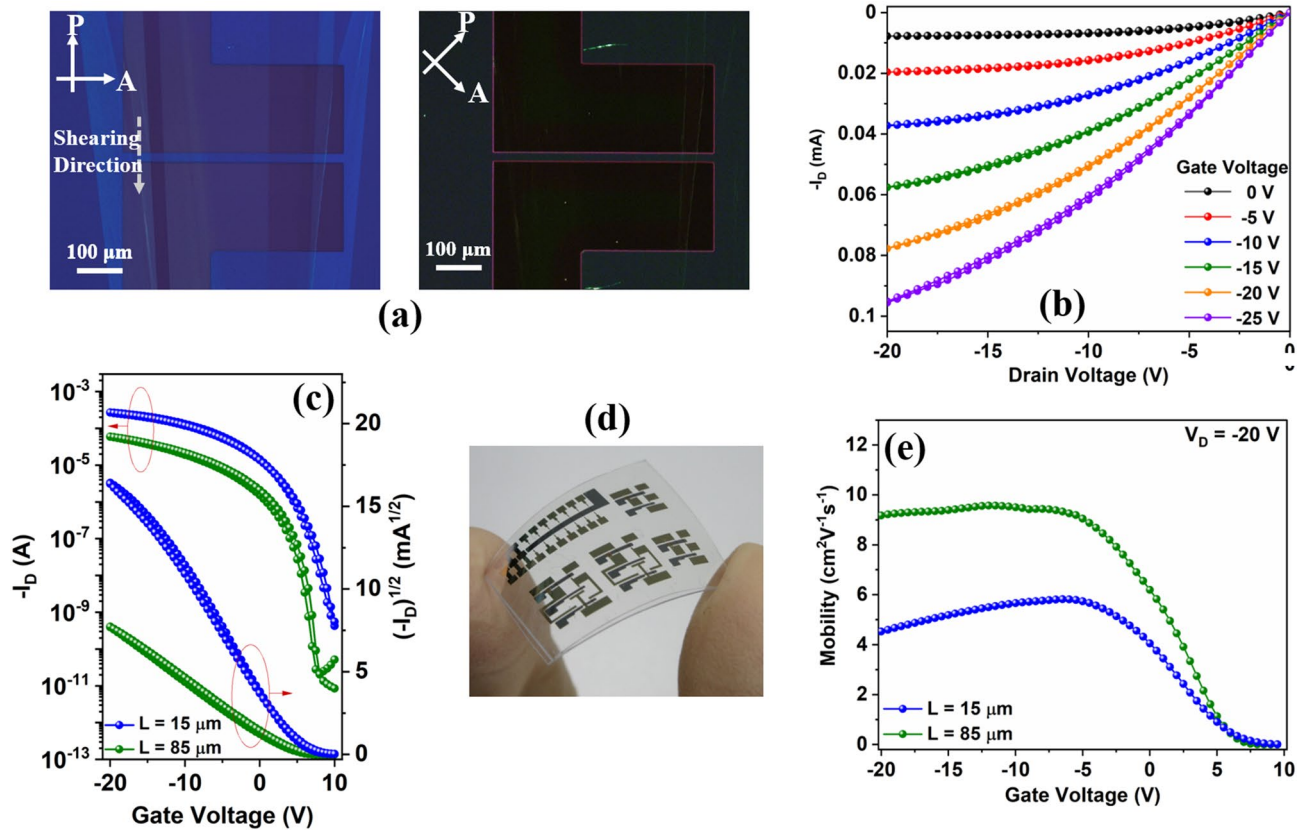 P
A
Shearing
Direction
100 μm
P
A
100 μm
(a)
0
0.02
0.04
0.06
0.08
0.1
-I_D (mA)
Gate Voltage
0 V
-5 V
-10 V
-15 V
-20 V
-25 V
(b)
-20 -15 -10 -5 0
Drain Voltage (V)
(c)
10⁻³
10⁻⁵
10⁻⁷
10⁻⁹
10⁻¹¹
10⁻¹³
-I_D (A)
20
15
10
5
0
(-I_D)^1/2 (mA^1/2)
L = 15 μm
L = 85 μm
-20 -10 0 10
Gate Voltage (V)
(d)
(e)
V_D = -20 V
12
10
8
6
4
2
0
Mobility (cm²V⁻¹s⁻¹)
L = 15 μm
L = 85 μm
-20 -15 -10 -5 0 5 10
Gate Voltage (V)